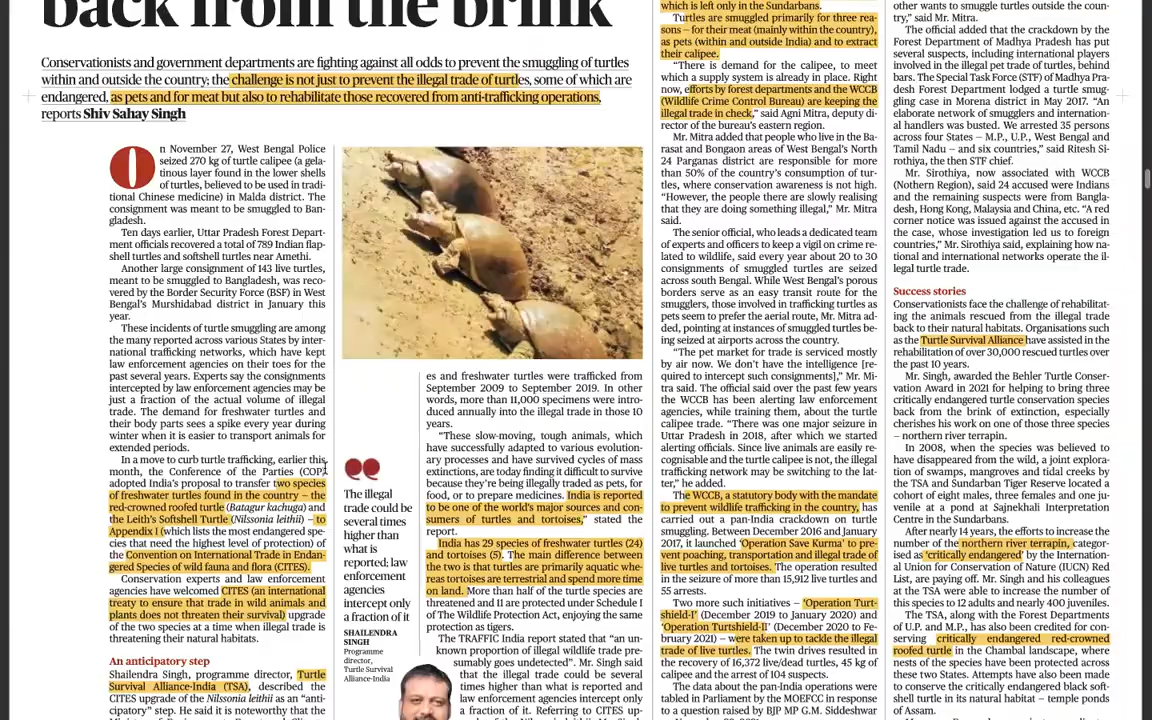 back from the brink
Conservationists and government departments are fighting against all odds to prevent the smuggling of turtles
within and outside the country; the challenge is not just to prevent the illegal trade of turtles, some of which are
endangered, as pets and for meat but also to rehabilitate those recovered from anti-trafficking operations,
reports Shiv Sahay Singh
On November 27, West Bengal Police
seized 270 kg of turtle calipee (a gela-
tinous layer found in the lower shells
of turtles, believed to be used in tradi-
tional Chinese medicine) in Malda district. The
consignment was meant to be smuggled to Ban-
gladesh.
Ten days earlier, Uttar Pradesh Forest Depart-
ment officials recovered a total of 789 Indian flap-
shell turtles and softshell turtles near Amethi.
Another large consignment of 143 live turtles,
meant to be smuggled to Bangladesh, was reco-
vered by the Border Security Force (BSF) in West
Bengal's Murshidabad district in January this
year.
These incidents of turtle smuggling are among
the many reported across various States by inter-
national trafficking networks, which have kept
law enforcement agencies on their toes for the
past several years. Experts say the consignments
intercepted by law enforcement agencies may be
just a fraction of the actual volume of illegal
trade. The demand for freshwater turtles and
their body parts sees a spike every year during
winter when it is easier to transport animals for
extended periods.
In a move to curb turtle trafficking, earlier this
month, the Conference of the Parties (COP)
adopted India's proposal to transfer two species
of freshwater turtles found in the country – the
red-crowned roofed turtle (Batagur kachuga) and
the Leith's Softshell Turtle (Nilssonia leithii) – to
Appendix I (which lists the most endangered spe-
cies that need the highest level of protection) of
the Convention on International Trade in Endan-
gered Species of wild fauna and flora (CITES).
Conservation experts and law enforcement
agencies have welcomed CITES (an international
treaty to ensure that trade in wild animals and
plants does not threaten their survival) upgrade
of the two species at a time when illegal trade is
threatening their natural habitats.
An anticipatory step
Shailendra Singh, programme director, Turtle
Survival Alliance-India (TSA), described the
CITES upgrade of the Nilssonia leithii as an "anti-
cipatory" step. He said it is noteworthy that the
The illegal
trade could be
several times
higher than
what is
reported; law
enforcement
agencies
intercept only
a fraction of it
SHAILENDRA
SINGH
Programme
director,
Turtle Survival
Alliance-India
es and freshwater turtles were trafficked from
September 2009 to September 2019. In other
words, more than 11,000 specimens were intro-
duced annually into the illegal trade in those 10
years.
"These slow-moving, tough animals, which
have successfully adapted to various evolution-
ary processes and have survived cycles of mass
extinctions, are today finding it difficult to survive
because they're being illegally traded as pets, for
food, or to prepare medicines. India is reported
to be one of the world's major sources and con-
sumers of turtles and tortoises," stated the
report.
India has 29 species of freshwater turtles (24)
and tortoises (5). The main difference between
the two is that turtles are primarily aquatic whe-
reas tortoises are terrestrial and spend more time
on land. More than half of the turtle species are
threatened and 11 are protected under Schedule I
of The Wildlife Protection Act, enjoying the same
protection as tigers.
The TRAFFIC India report stated that "an un-
known proportion of illegal wildlife trade pre-
sumably goes undetected". Mr. Singh said
that the illegal trade could be several
times higher than what is reported and
law enforcement agencies intercept only
a fraction of it. Referring to CITES up-
which is left only in the Sundarbans.
Turtles are smuggled primarily for three rea-
sons – for their meat (mainly within the country),
as pets (within and outside India) and to extract
their calipee.
"There is demand for the calipee, to meet
which a supply system is already in place. Right
now, efforts by forest departments and the WCCB
(Wildlife Crime Control Bureau) are keeping the
illegal trade in check," said Agni Mitra, deputy di-
rector of the bureau's eastern region.
Mr. Mitra added that people who live in the Ba-
rasat and Bongaon areas of West Bengal's North
24 Parganas district are responsible for more
than 50% of the country's consumption of tur-
tles, where conservation awareness is not high.
"However, the people there are slowly realising
that they are doing something illegal," Mr. Mitra
said.
The senior official, who leads a dedicated team
of experts and officers to keep a vigil on crime re-
lated to wildlife, said every year about 20 to 30
consignments of smuggled turtles are seized
across south Bengal. While West Bengal's porous
borders serve as an easy transit route for the
smugglers, those involved in trafficking turtles as
pets seem to prefer the aerial route, Mr. Mitra ad-
ded, pointing at instances of smuggled turtles be-
ing seized at airports across the country.
"The pet market for trade is serviced mostly
by air now. We don't have the intelligence [re-
quired to intercept such consignments]," Mr. Mi-
tra said. The official said over the past few years
the WCCB has been alerting law enforcement
agencies, while training them, about the turtle
calipee trade. "There was one major seizure in
Uttar Pradesh in 2018, after which we started
alerting officials. Since live animals are easily re-
cognisable and the turtle calipee is not, the illegal
trafficking network may be switching to the lat-
ter," he added.
The WCCB, a statutory body with the mandate
to prevent wildlife trafficking in the country, has
carried out a pan-India crackdown on turtle
smuggling. Between December 2016 and January
2017, it launched 'Operation Save Kurma' to pre-
vent poaching, transportation and illegal trade of
live turtles and tortoises. The operation resulted
in the seizure of more than 15,912 live turtles and
55 arrests.
Two more such initiatives – 'Operation Turt-
shield-I' (December 2019 to January 2020) and
'Operation Turtshield-II' (December 2020 to Fe-
bruary 2021) – were taken up to tackle the illegal
trade of live turtles. The twin drives resulted in
the recovery of 16,372 live/dead turtles, 45 kg of
calipee and the arrest of 104 suspects.
The data about the pan-India operations were
tabled in Parliament by the MOEFCC in response
to a question raised by BJP MP G.M. Siddeshwar
other wants to smuggle turtles outside the coun-
try," said Mr. Mitra.
The official added that the crackdown by the
Forest Department of Madhya Pradesh has put
several suspects, including international players
involved in the illegal pet trade of turtles, behind
bars. The Special Task Force (STF) of Madhya Pra-
desh Forest Department lodged a turtle smug-
gling case in Morena district in May 2017. "An
elaborate network of smugglers and internation-
al handlers was busted. We arrested 35 persons
across four States – M.P., U.P., West Bengal and
Tamil Nadu – and six countries," said Ritesh Si-
rothiya, the then STF chief.
Mr. Sirothiya, now associated with WCCB
(Nothern Region), said 24 accused were Indians
and the remaining suspects were from Bangla-
desh, Hong Kong, Malaysia and China, etc. "A red
corner notice was issued against the accused in
the case, whose investigation led us to foreign
countries," Mr. Sirothiya said, explaining how na-
tional and international networks operate the il-
legal turtle trade.
Success stories
Conservationists face the challenge of rehabilitat-
ing the animals rescued from the illegal trade
back to their natural habitats. Organisations such
as the Turtle Survival Alliance have assisted in the
rehabilitation of over 30,000 rescued turtles over
the past 10 years.
Mr. Singh, awarded the Behler Turtle Conser-
vation Award in 2021 for helping to bring three
critically endangered turtle conservation species
back from the brink of extinction, especially
cherishes his work on one of those three species
– northern river terrapin.
In 2008, when the species was believed to
have disappeared from the wild, a joint explora-
tion of swamps, mangroves and tidal creeks by
the TSA and Sundarban Tiger Reserve located a
cohort of eight males, three females and one ju-
venile at a pond at Sajnekhali Interpretation
Centre in the Sundarbans.
After nearly 14 years, the efforts to increase the
number of the northern river terrapin, categor-
ised as 'critically endangered' by the Internation-
al Union for Conservation of Nature (IUCN) Red
List, are paying off. Mr. Singh and his colleagues
at the TSA were able to increase the number of
this species to 12 adults and nearly 400 juveniles.
The TSA, along with the Forest Departments
of U.P. and M.P., has also been credited for con-
serving critically endangered red-crowned
roofed turtle in the Chambal landscape, where
nests of the species have been protected across
these two States. Attempts have also been made
to conserve the critically endangered black soft-
shell turtle in its natural habitat – temple ponds
of Assam.